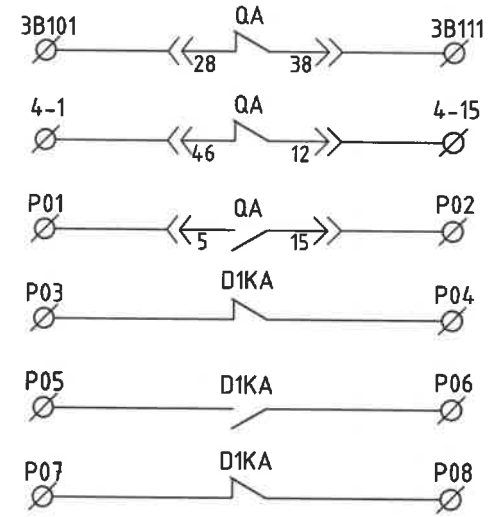 3B101 QA 3B111
28 38
4-1 QA 4-15
46 12
P01 QA P02
5 15
P03 D1KA P04
P05 D1KA P06
P07 D1KA P08